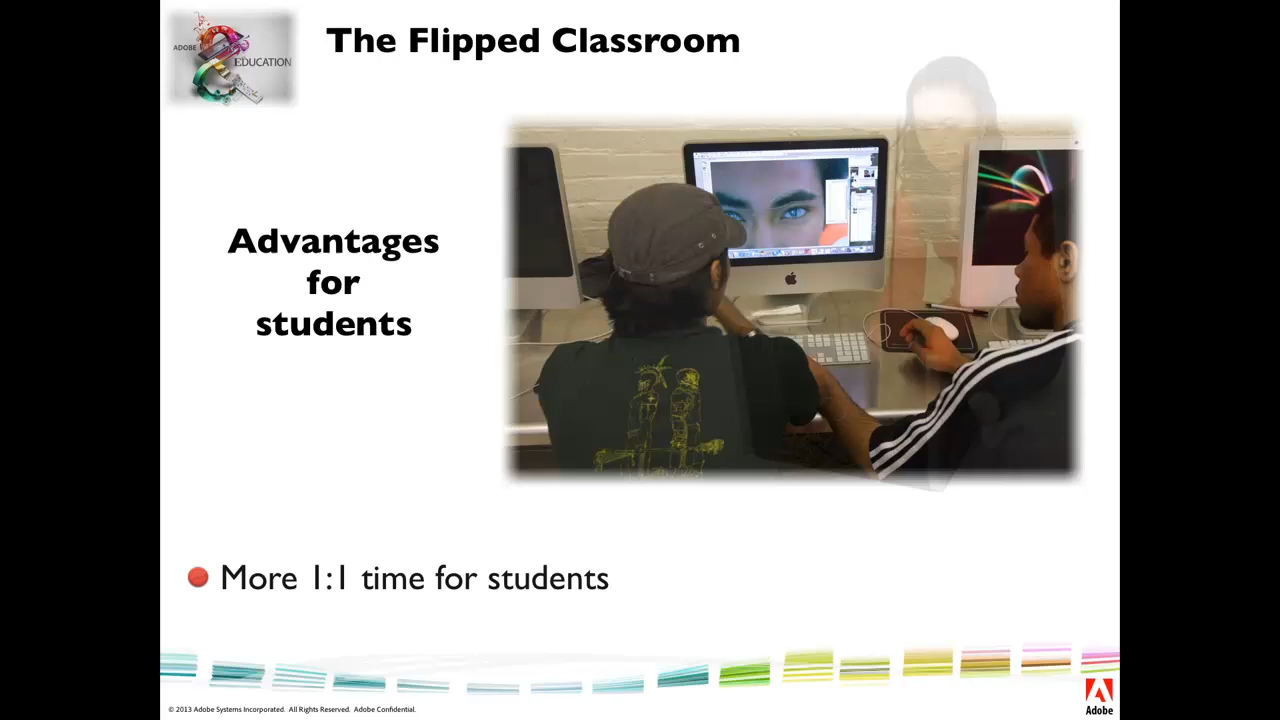 ADOBE
EDUCATION
The Flipped Classroom
Advantages
for
students
More 1:1 time for students
© 2013 Adobe Systems Incorporated. All Rights Reserved. Adobe Confidential.
Adobe